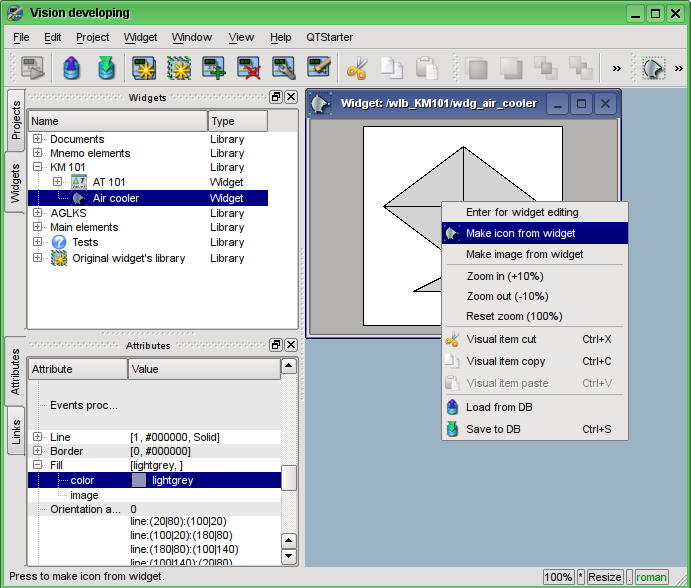 Vision developing
File Edit Project Widget Window View Help QTStarter
» »
Projects
Widgets
Widgets
Name Type
Documents Library
Mnemo elements Library
KM 101 Library
AT 101 Widget
Air cooler Widget
AGLKS Library
Main elements Library
Tests Library
Original widget's library Library
Attributes
Links
Attributes
Attribute Value
Events proc...
Line [1, #000000, Solid]
Border [0, #000000]
Fill [lightgrey, ]
color lightgrey
image
Orientation a... 0
line:(20|80):(100|20)
line:(100|20):(180|80)
line:(180|80):(100|140)
line:(100|140):(20|80)
Widget: /wlb_KM101/wdg_air_cooler
Enter for widget editing
Make icon from widget
Make image from widget
Zoom in (+10%)
Zoom out (-10%)
Reset zoom (100%)
Visual item cut Ctrl+X
Visual item copy Ctrl+C
Visual item paste Ctrl+V
Load from DB
Save to DB Ctrl+S
Press to make icon from widget. 100% * Resize . roman